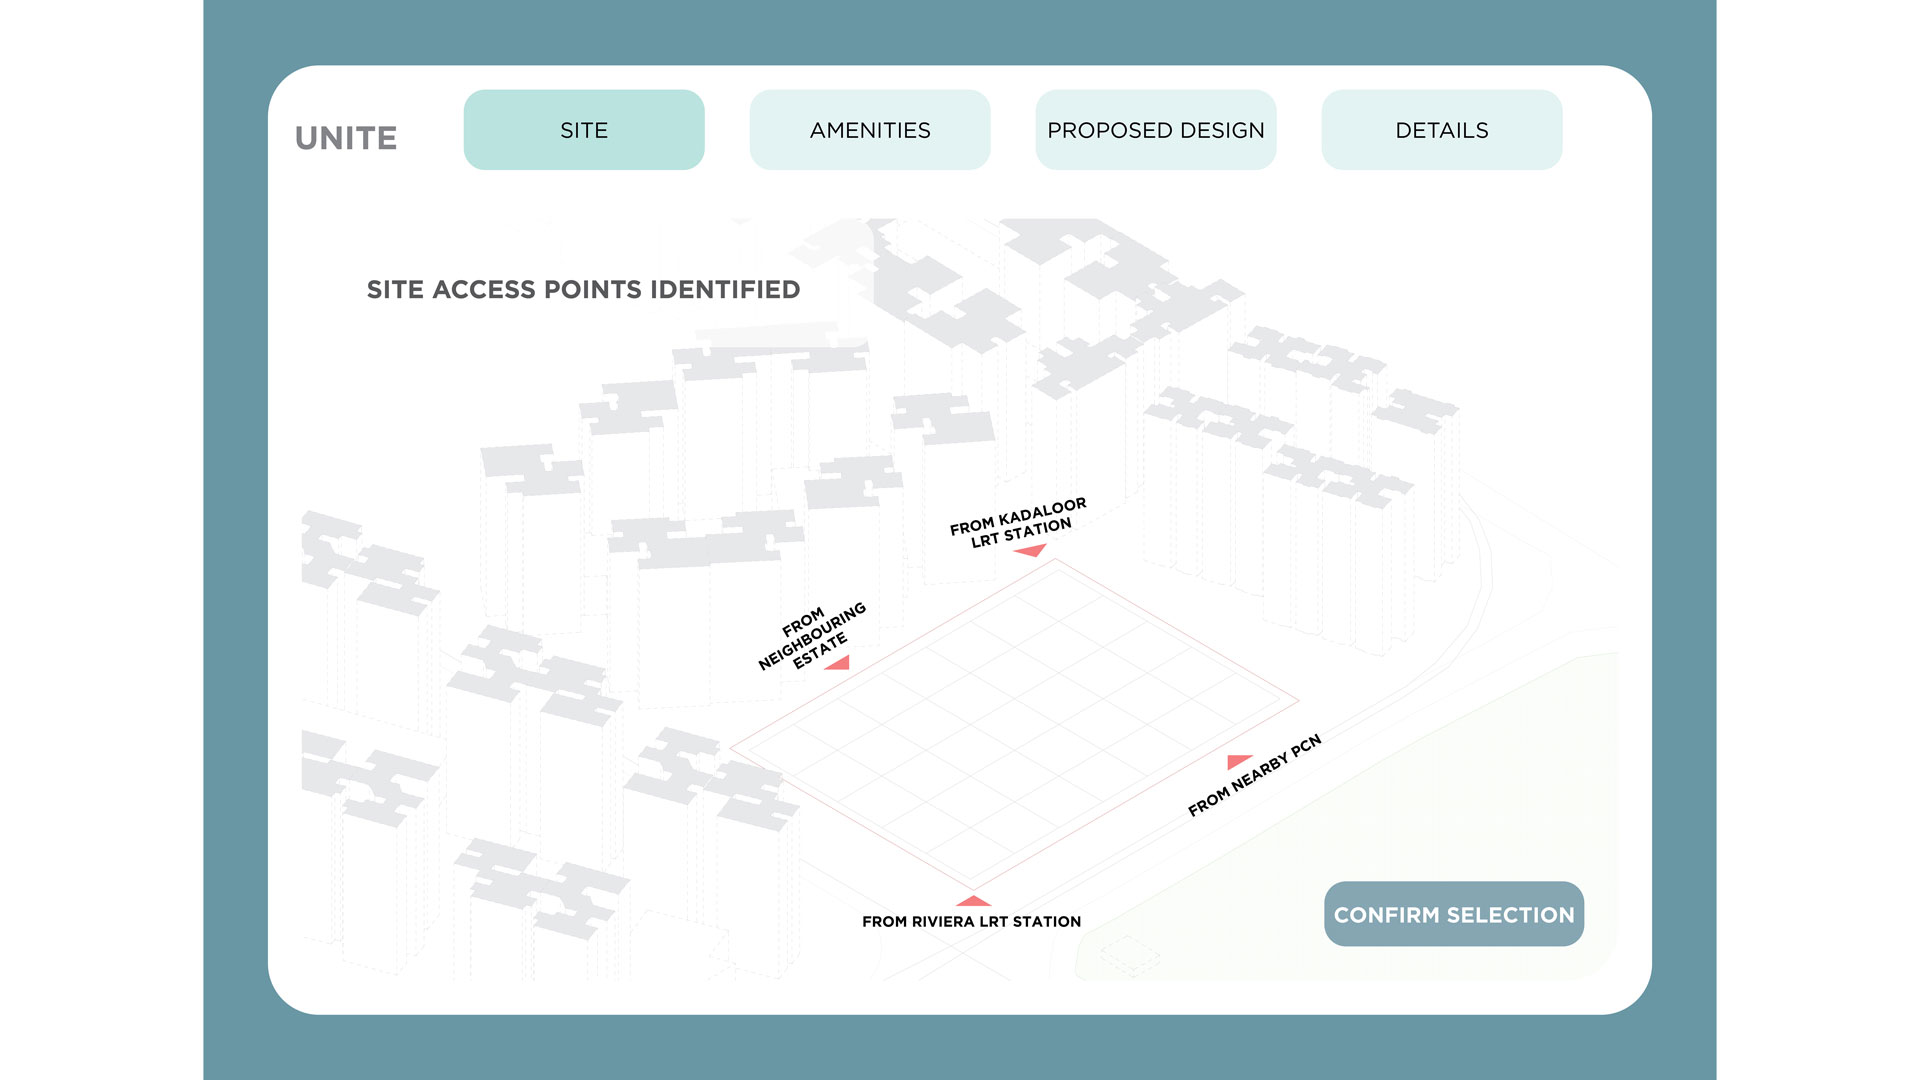 UNITE
SITE
AMENITIES
PROPOSED DESIGN
DETAILS
SITE ACCESS POINTS IDENTIFIED
FROM KADALOOR
LRT STATION
FROM
NEIGHBOURING
ESTATE
FROM NEARBY PCN
FROM RIVIERA LRT STATION
CONFIRM SELECTION